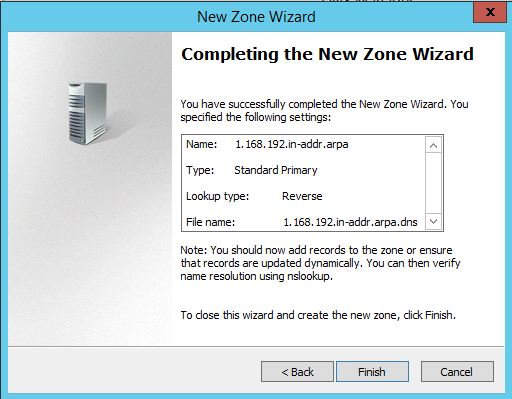 New Zone Wizard
x
Completing the New Zone Wizard
You have successfully completed the New Zone Wizard. You
specified the following settings:
Name: 1.168.192.in-addr.arpa
Type: Standard Primary
Lookup type: Reverse
File name: 1.168.192.in-addr.arpa.dns
Note: You should now add records to the zone or ensure
that records are updated dynamically. You can then verify
name resolution using nslookup.
To close this wizard and create the new zone, click Finish.
< Back
Finish
Cancel